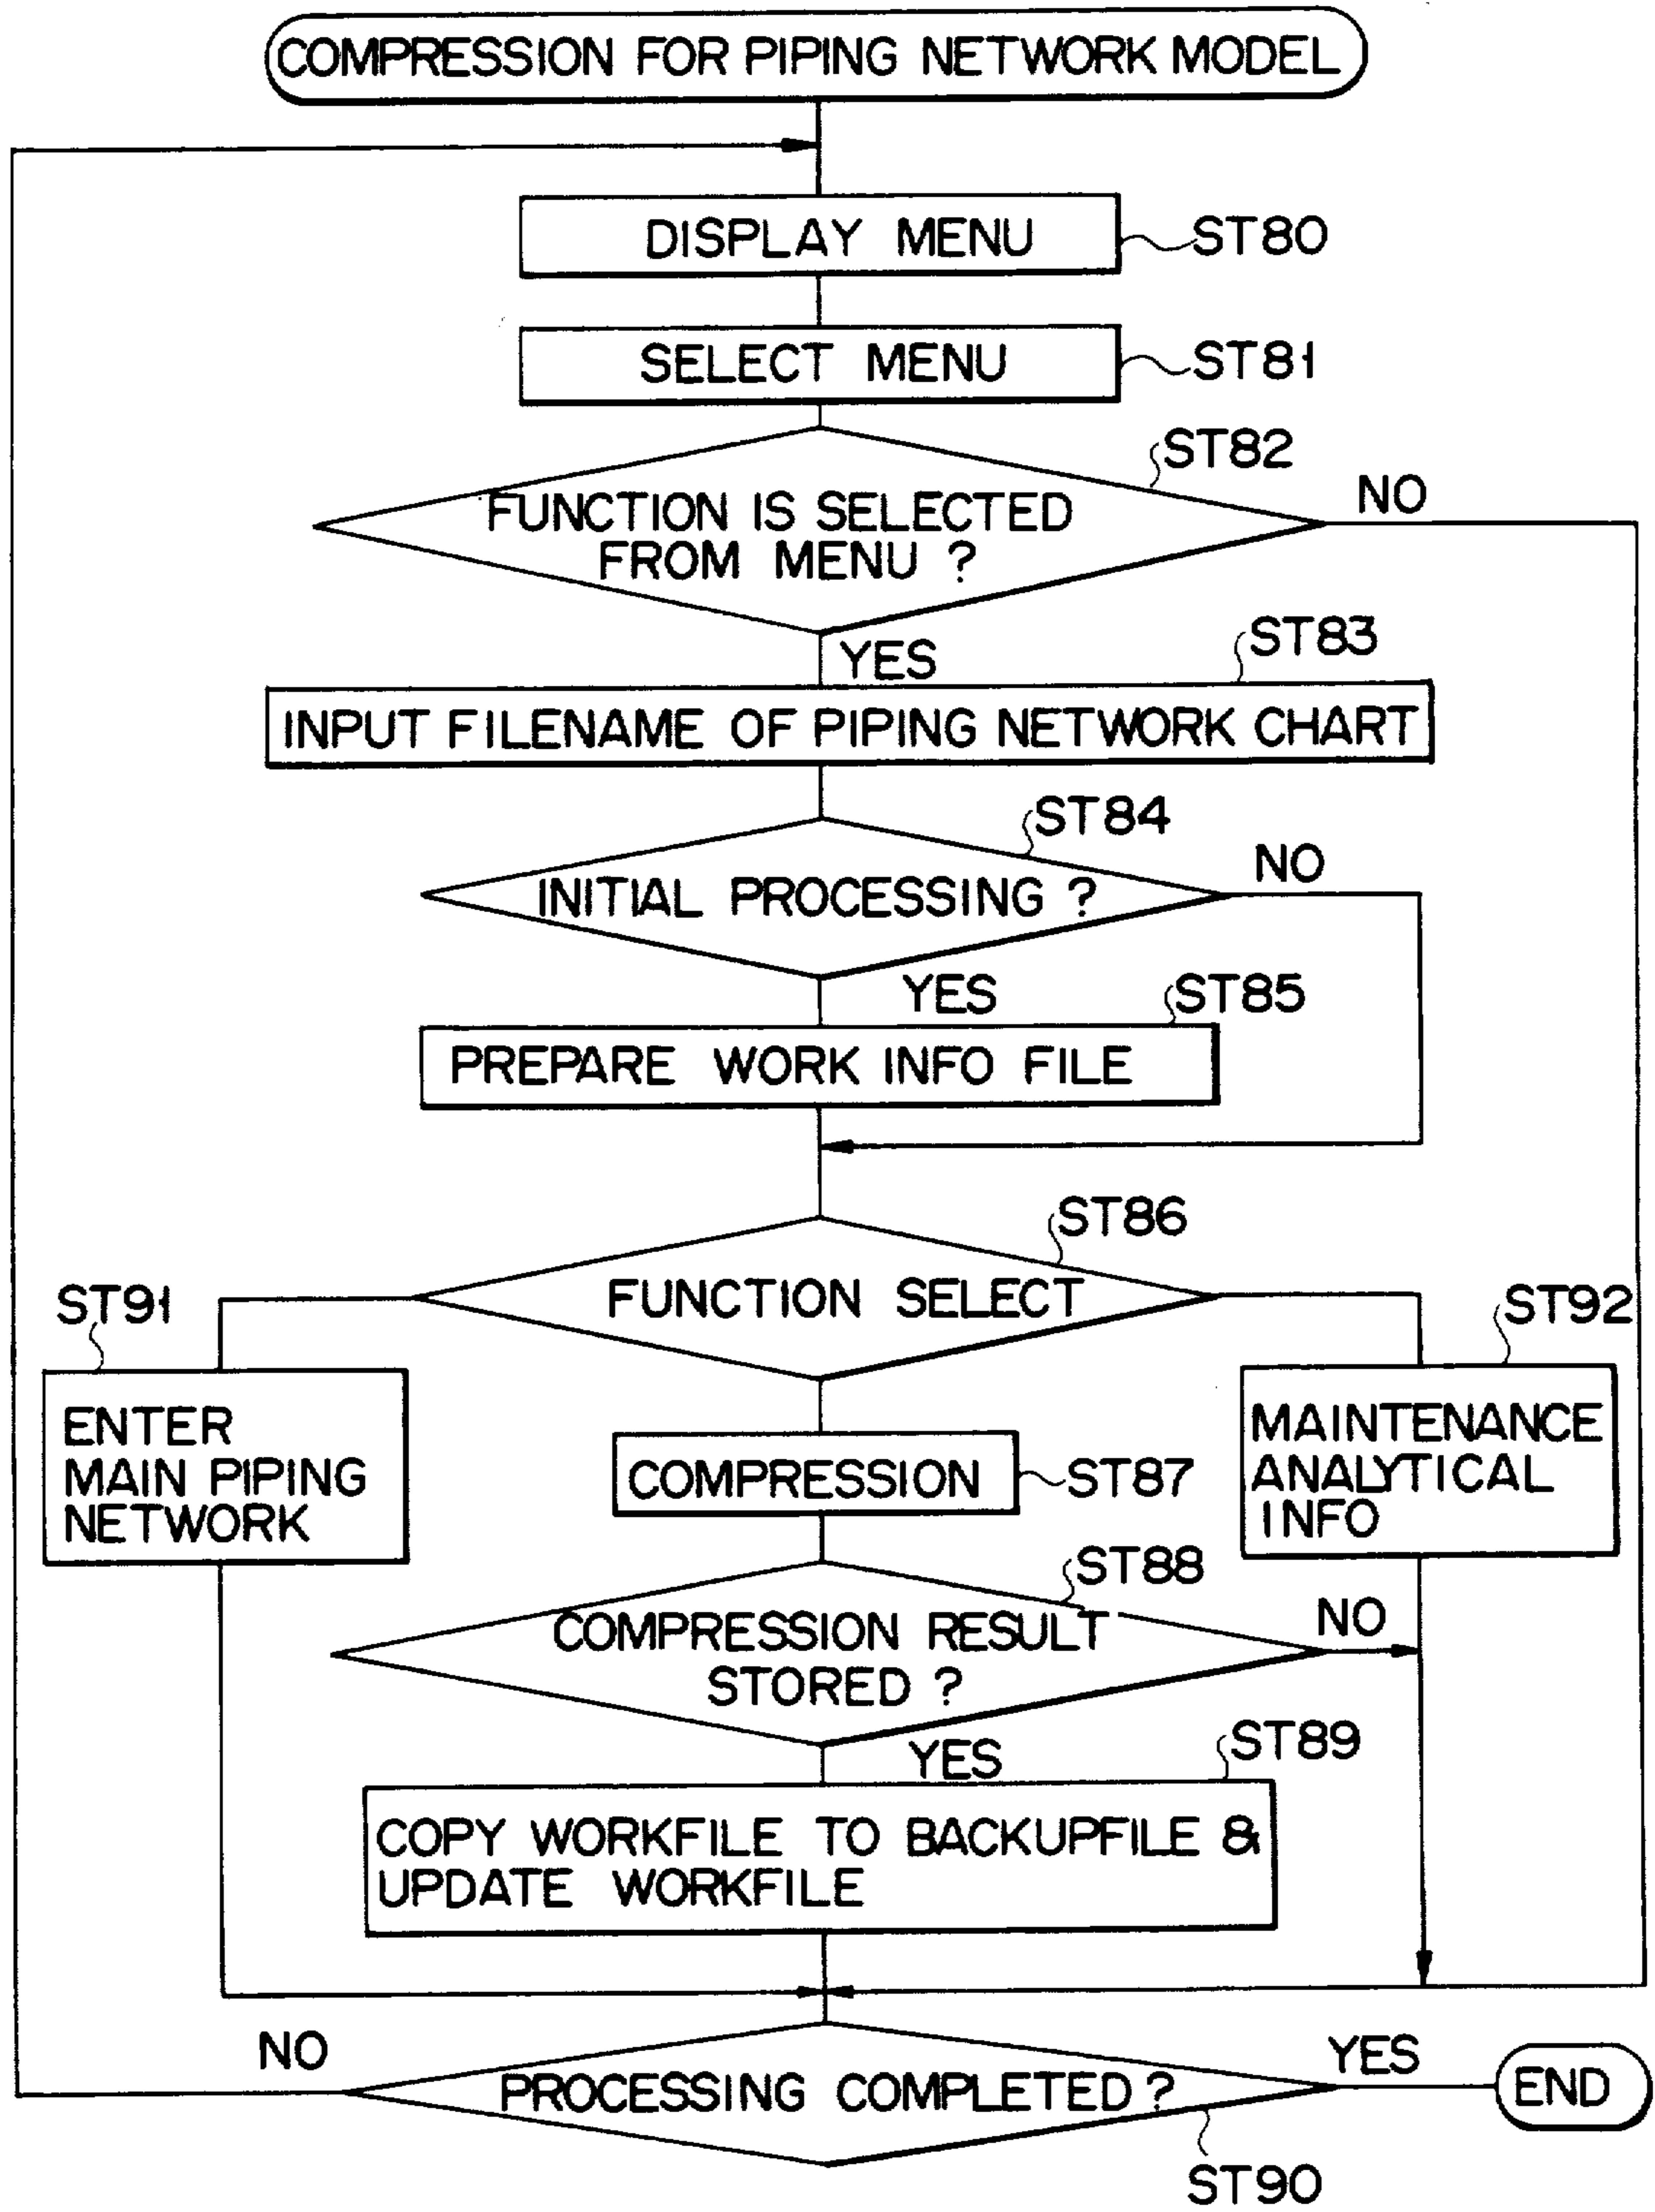 COMPRESSION FOR PIPING NETWORK MODEL
DISPLAY MENU
ST80
SELECT MENU
ST81
ST82
FUNCTION IS SELECTED
FROM MENU ?
NO
YES
ST83
INPUT FILENAME OF PIPING NETWORK CHART
ST84
INITIAL PROCESSING ?
NO
YES
ST85
PREPARE WORK INFO FILE
ST86
FUNCTION SELECT
ST91
ENTER
MAIN PIPING
NETWORK
COMPRESSION
ST87
ST92
MAINTENANCE
ANALYTICAL
INFO
ST88
COMPRESSION RESULT
STORED ?
NO
YES
ST89
COPY WORKFILE TO BACKUPFILE &
UPDATE WORKFILE
NO
PROCESSING COMPLETED ?
YES
END
ST90